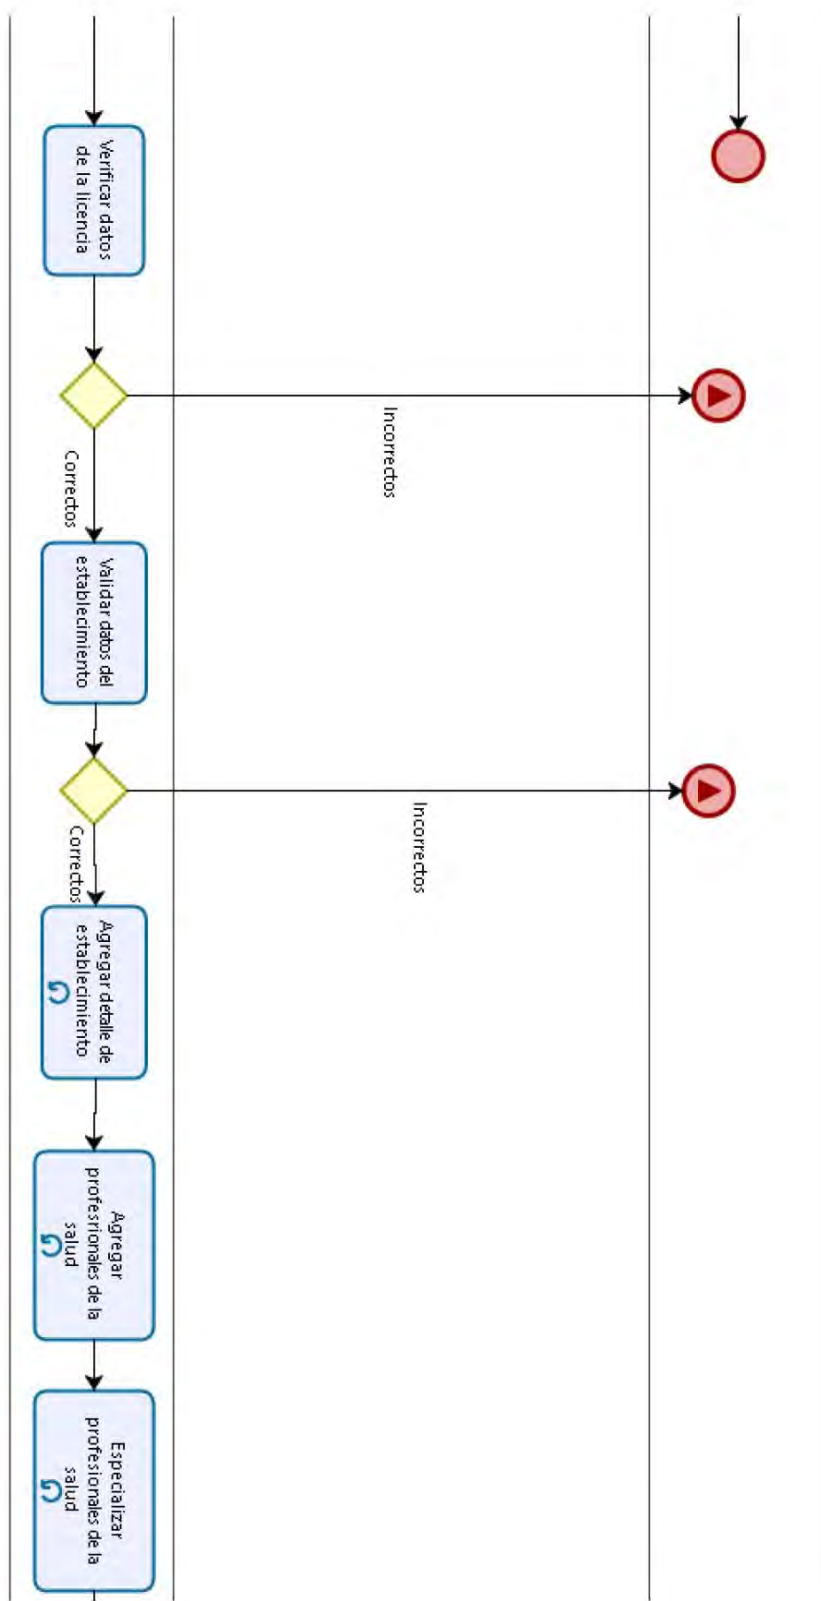 Verificar datos
de la licencia
Incorrectos
Correctos
Validar datos del
establecimiento
Incorrectos
Correctos
Agregar detalle de
establecimiento
Agregar
profesrionales de la
salud
Especializar
profesionales de la
salud